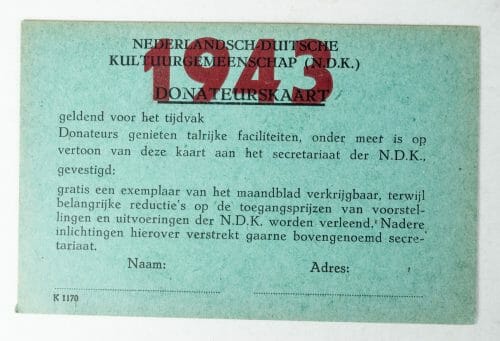 1943
NEDERLANDSCH-DUITSCHE
KULTUURGEMEENSCHAP (N.D.K.)
DONATEURSKAART
geldend voor het tijdvak
Donateurs genieten talrijke faciliteiten, onder meer is op
vertoon van deze kaart aan het secretariaat der N.D.K.,
gevestigd:
gratis een exemplaar van het maandblad verkrijgbaar, terwijl
belangrijke reductie's op de toegangsprijzen van voorstel-
lingen en uitvoeringen der N.D.K. worden verleend. Nadere
inlichtingen hierover verstrekt gaarne bovengenoemd secre-
tariaat.
Naam: Adres:
K 1170